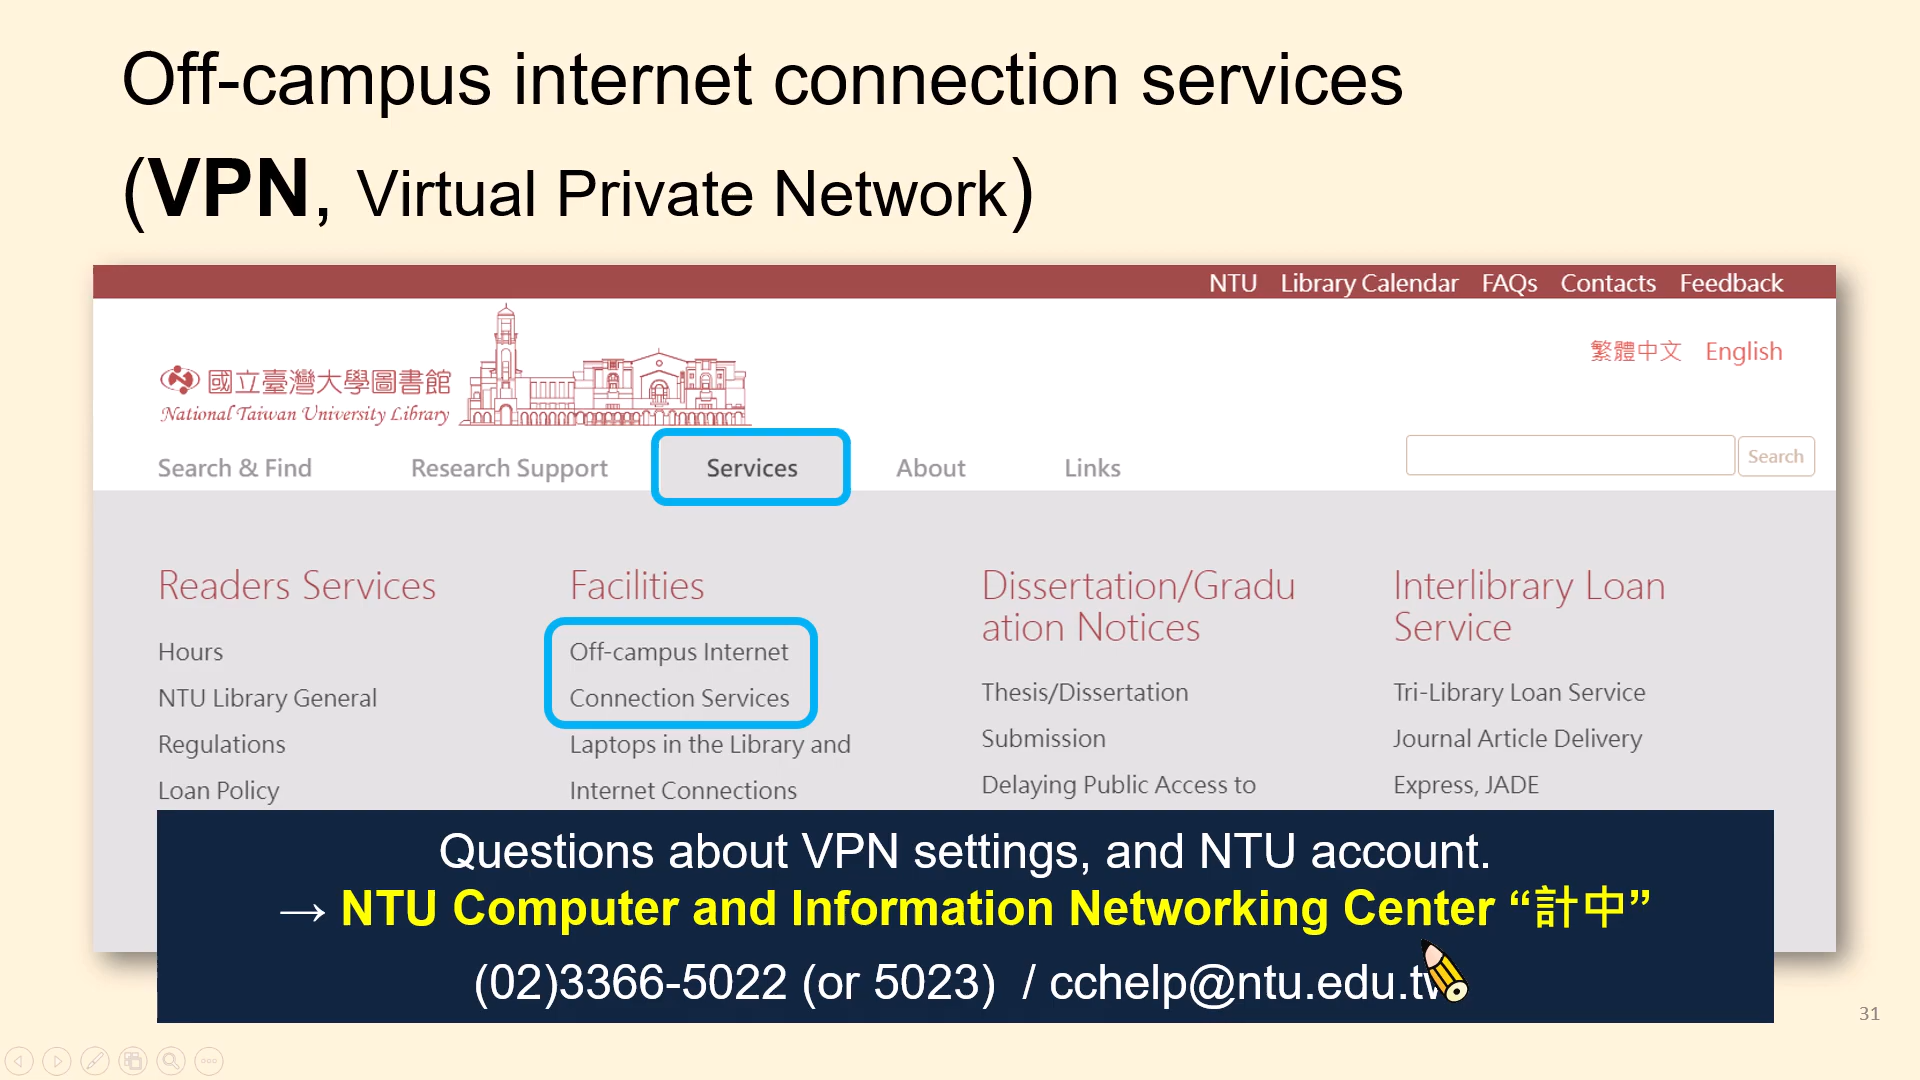 Off-campus internet connection services
(VPN, Virtual Private Network)
NTU Library Calendar FAQs Contacts Feedback
繁體中文 English
國立臺灣大學圖書館
National Taiwan University Library
Search & Find Research Support Services About Links Search
Readers Services
Hours
NTU Library General
Regulations
Loan Policy
Facilities
Off-campus Internet
Connection Services
Laptops in the Library and
Internet Connections
Dissertation/Gradu
ation Notices
Thesis/Dissertation
Submission
Delaying Public Access to
Interlibrary Loan
Service
Tri-Library Loan Service
Journal Article Delivery
Express, JADE
Questions about VPN settings, and NTU account.
→ NTU Computer and Information Networking Center “計中”
(02)3366-5022 (or 5023) / cchelp@ntu.edu.tw
31